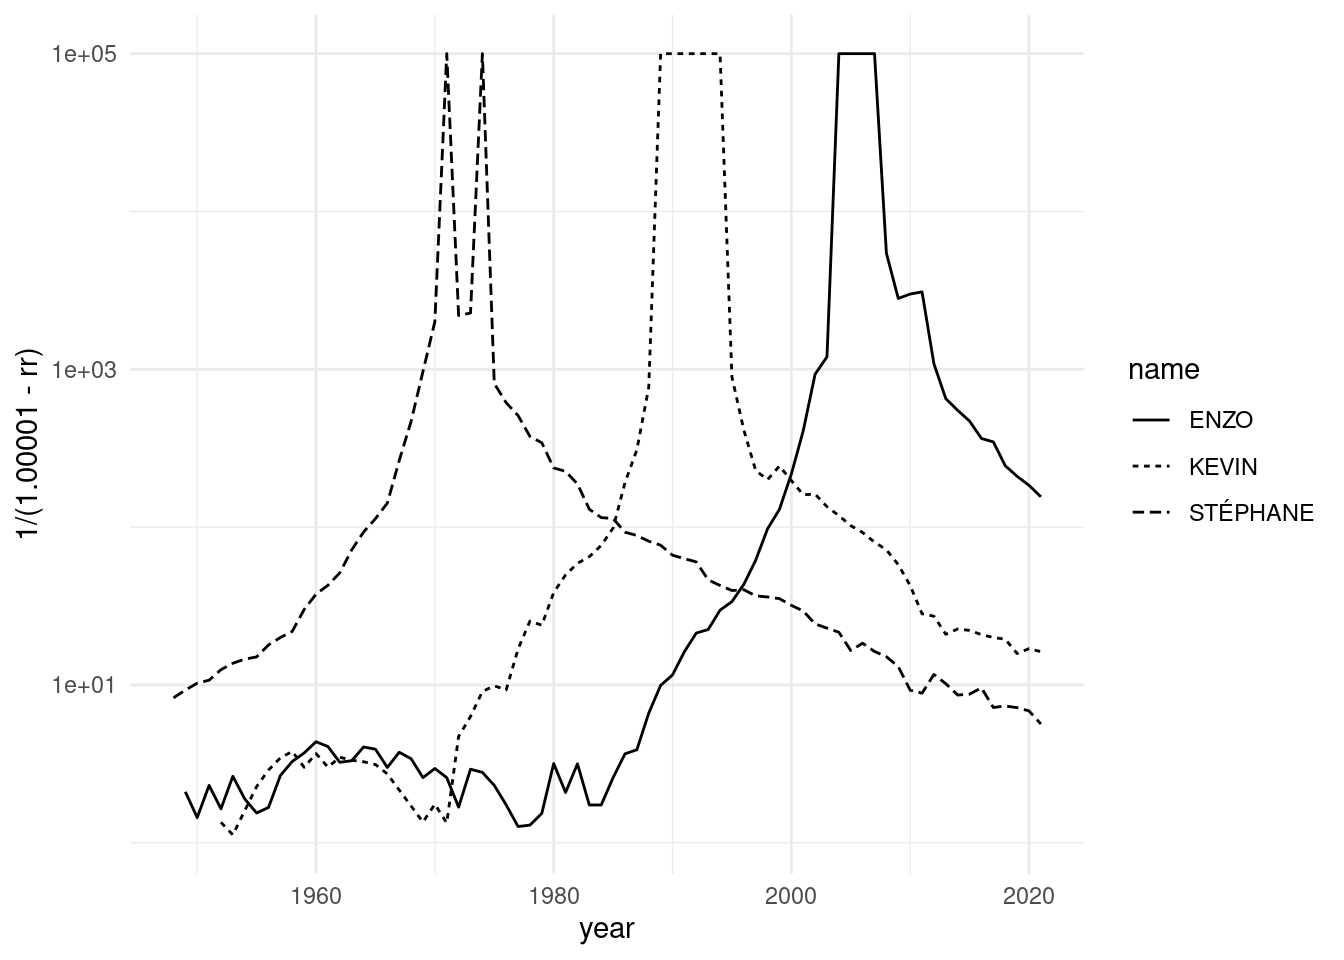 1e+05
1e+03
1e+01
1/(1.00001 - rr)
1960
1980
2000
2020
year
name
ENZO
KEVIN
STÉPHANE